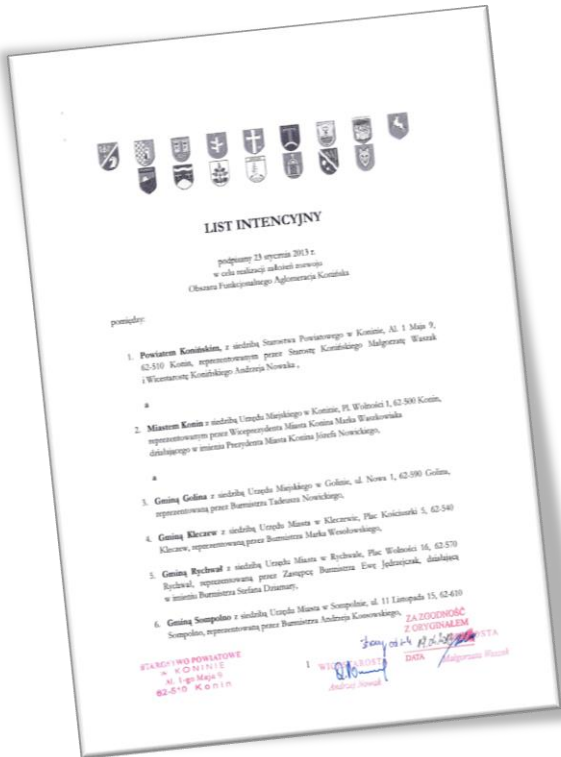 LIST INTENCYJNY
podpisany 23 stycznia 2013 r.
w celu realizacji założeń rozwoju
Obszaru Funkcjonalnego Aglomeracja Konińska
pomiędzy:
1. Powiatem Konińskim, z siedzibą Starostwa Powiatowego w Koninie, Al. 1 Maja 9,
62-510 Konin, reprezentowanym przez Starostę Konińskiego Małgorzatę Waszak
i Wicestarostę Konińskiego Andrzeja Nowaka ,
a
2. Miastem Konin z siedzibą Urzędu Miejskiego w Koninie, Pl. Wolności 1, 62-500 Konin,
reprezentowanym przez Wiceprezydenta Miasta Konina Marka Waszkowiaka
działającego w imieniu Prezydenta Miasta Konina Józefa Nowickiego,
a
3. Gminą Golina z siedzibą Urzędu Miejskiego w Golinie, ul. Nowa 1, 62-590 Golina,
reprezentowaną przez Burmistrza Tadeusza Nowickiego,
4. Gminą Kleczew z siedzibą Urzędu Miasta w Kleczewie, Plac Kościuszki 5, 62-540
Kleczew, reprezentowaną przez Burmistrza Marka Wesołowskiego,
5. Gminą Rychwał z siedzibą Urzędu Miasta w Rychwale, Plac Wolności 16, 62-570
Rychwał, reprezentowaną przez Zastępcę Burmistrza Ewę Jędrzejczak, działającą
w imieniu Burmistrza Stefana Dziamary,
6. Gminą Sompolno z siedzibą Urzędu Miasta w Sompolnie, ul. 11 Listopada 15, 62-610
Sompolno, reprezentowaną przez Burmistrza Andrzeja Kossowskiego,
ZA ZGODNOŚĆ
Z ORYGINAŁEM
STAROSTWO POWIATOWE
w KONINIE
Al. 1-go Maja 9
62-510 Konin
1
WICESTAROSTA
Andrzej Nowak
DATA
STAROSTA
Małgorzata Waszak